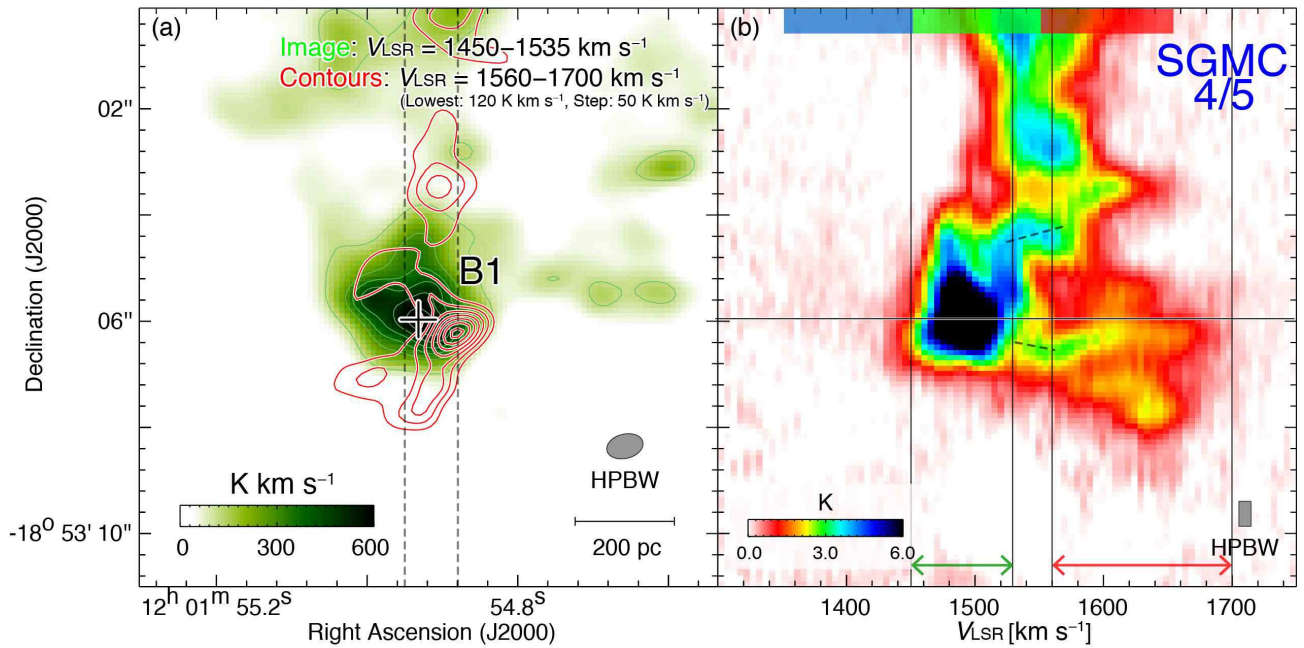 (a)
Image: VLSR = 1450–1535 km s⁻¹
Contours: VLSR = 1560–1700 km s⁻¹
(Lowest: 120 K km s⁻¹, Step: 50 K km s⁻¹)
02"
06"
-18º 53' 10"
Declination (J2000)
B1
K km s⁻¹
0 300 600
HPBW
200 pc
12h 01m 55.2s 54.8s
Right Ascension (J2000)
(b)
SGMC
4/5
K
0.0 3.0 6.0
HPBW
1400 1500 1600 1700
VLSR [km s⁻¹]